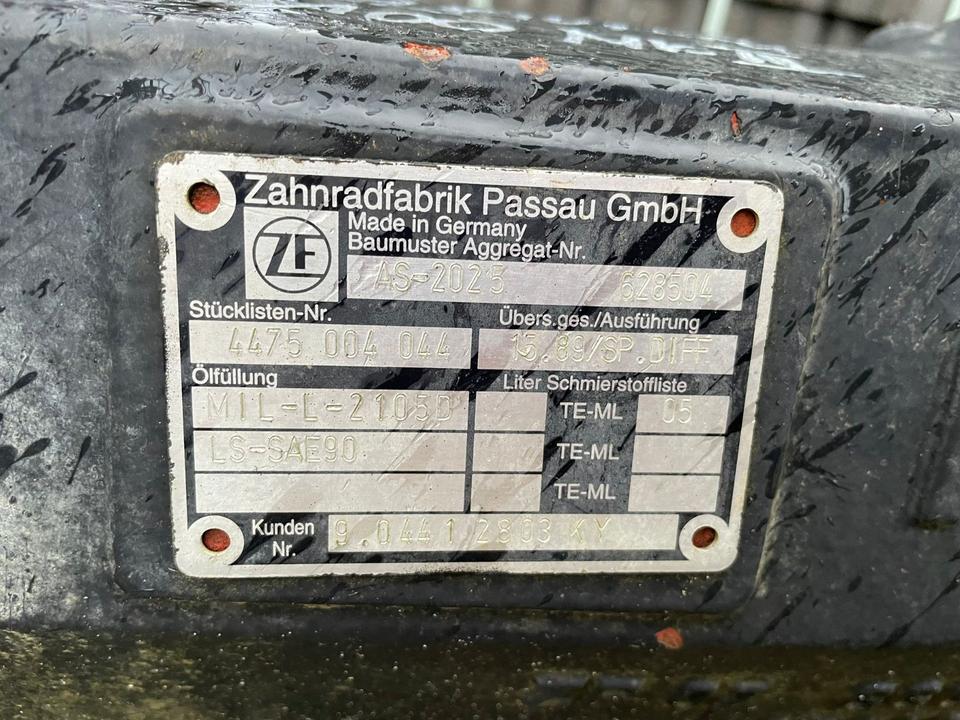 Zahnradfabrik Passau GmbH
ZF
Made in Germany
Baumuster Aggregat-Nr.
AS-2025 628504
Stücklisten-Nr. Übers.ges./Ausführung
4475 004 044 15.89/SP.DIFF
Ölfüllung Liter Schmierstoffliste
MIL-L-2105D TE-ML 05
LS-SAE90 TE-ML
TE-ML
Kunden Nr. 9.0441 2803 KY